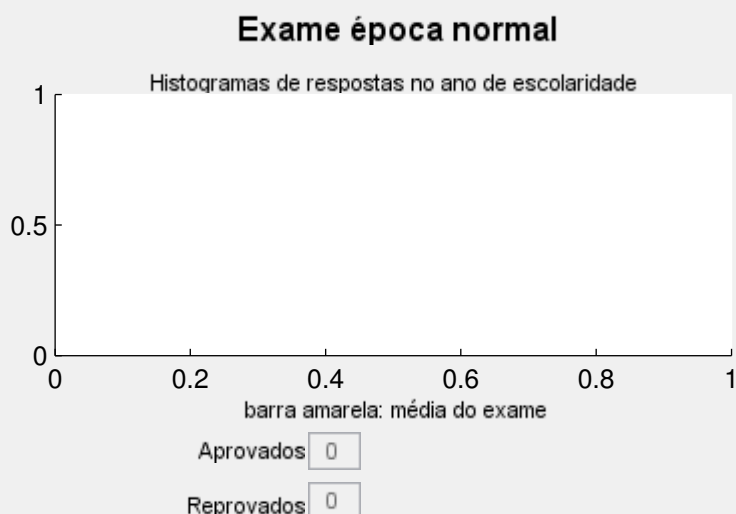 Exame época normal
Histogramas de respostas no ano de escolaridade
1
0.5
0
0 0.2 0.4 0.6 0.8 1
barra amarela: média do exame
Aprovados 0
Reprovados 0